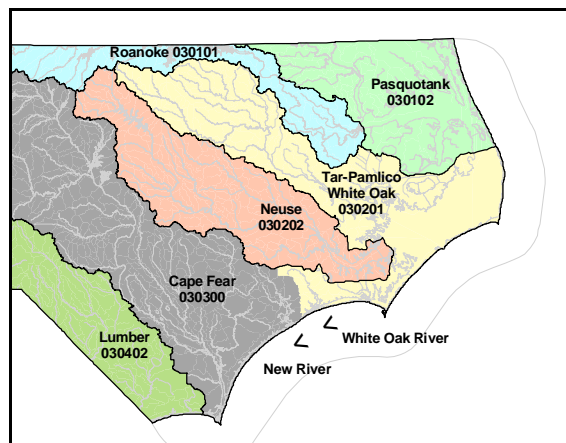 Roanoke 030101
Pasquotank
030102
Tar-Pamlico
White Oak
030201
Neuse
030202
Cape Fear
030300
Lumber
030402
White Oak River
New River